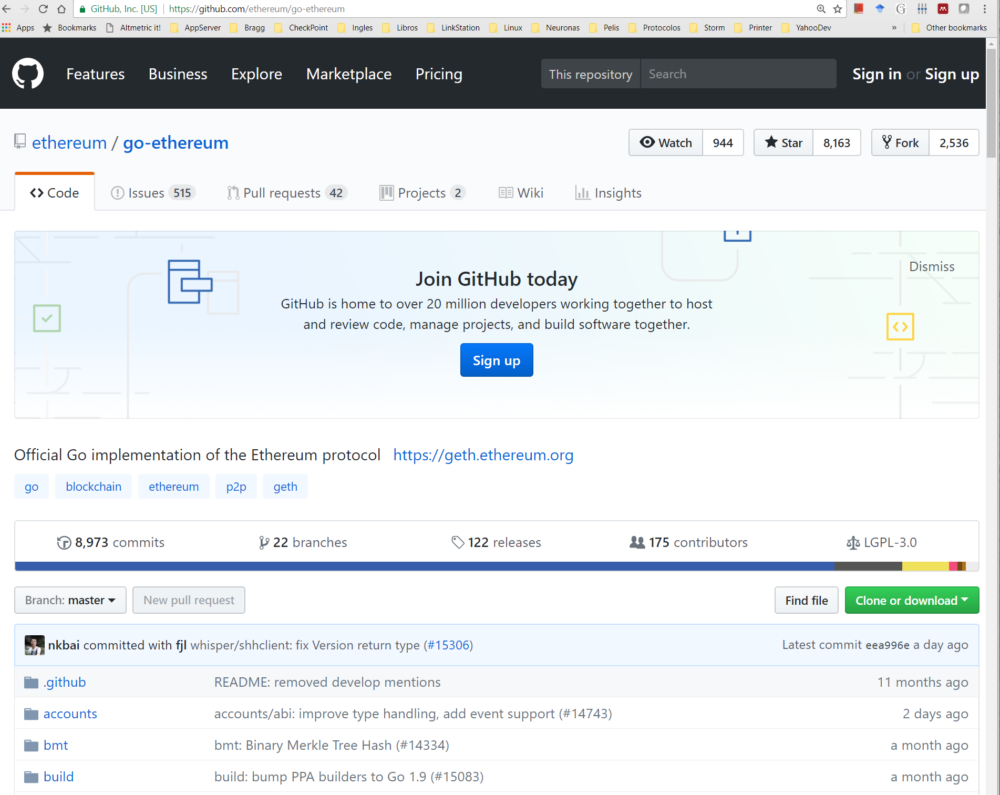 GitHub, Inc. [US] https://github.com/ethereum/go-ethereum
Apps Bookmarks Altmetric it! AppServer Bragg CheckPoint Ingles Libros LinkStation Linux Neuronas Pelis Protocolos Storm Printer YahooDev » Other bookmarks
Features Business Explore Marketplace Pricing This repository Search Sign in or Sign up
ethereum / go-ethereum Watch 944 Star 8,163 Fork 2,536
Code Issues 515 Pull requests 42 Projects 2 Wiki Insights
Join GitHub today
Dismiss
GitHub is home to over 20 million developers working together to host
and review code, manage projects, and build software together.
Sign up
Official Go implementation of the Ethereum protocol https://geth.ethereum.org
go blockchain ethereum p2p geth
8,973 commits 22 branches 122 releases 175 contributors LGPL-3.0
Branch: master New pull request Find file Clone or download
nkbai committed with fjl whisper/shhclient: fix Version return type (#15306) Latest commit eea996e a day ago
.github README: removed develop mentions 11 months ago
accounts accounts/abi: improve type handling, add event support (#14743) 2 days ago
bmt bmt: Binary Merkle Tree Hash (#14334) a month ago
build build: bump PPA builders to Go 1.9 (#15083) a month ago